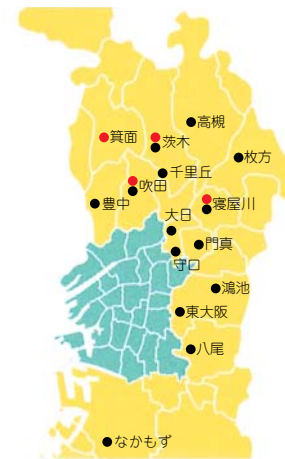 高槻
箕面
茨木
枚方
千里丘
吹田
豊中
寝屋川
大日
門真
守口
鴻池
東大阪
八尾
なかもず